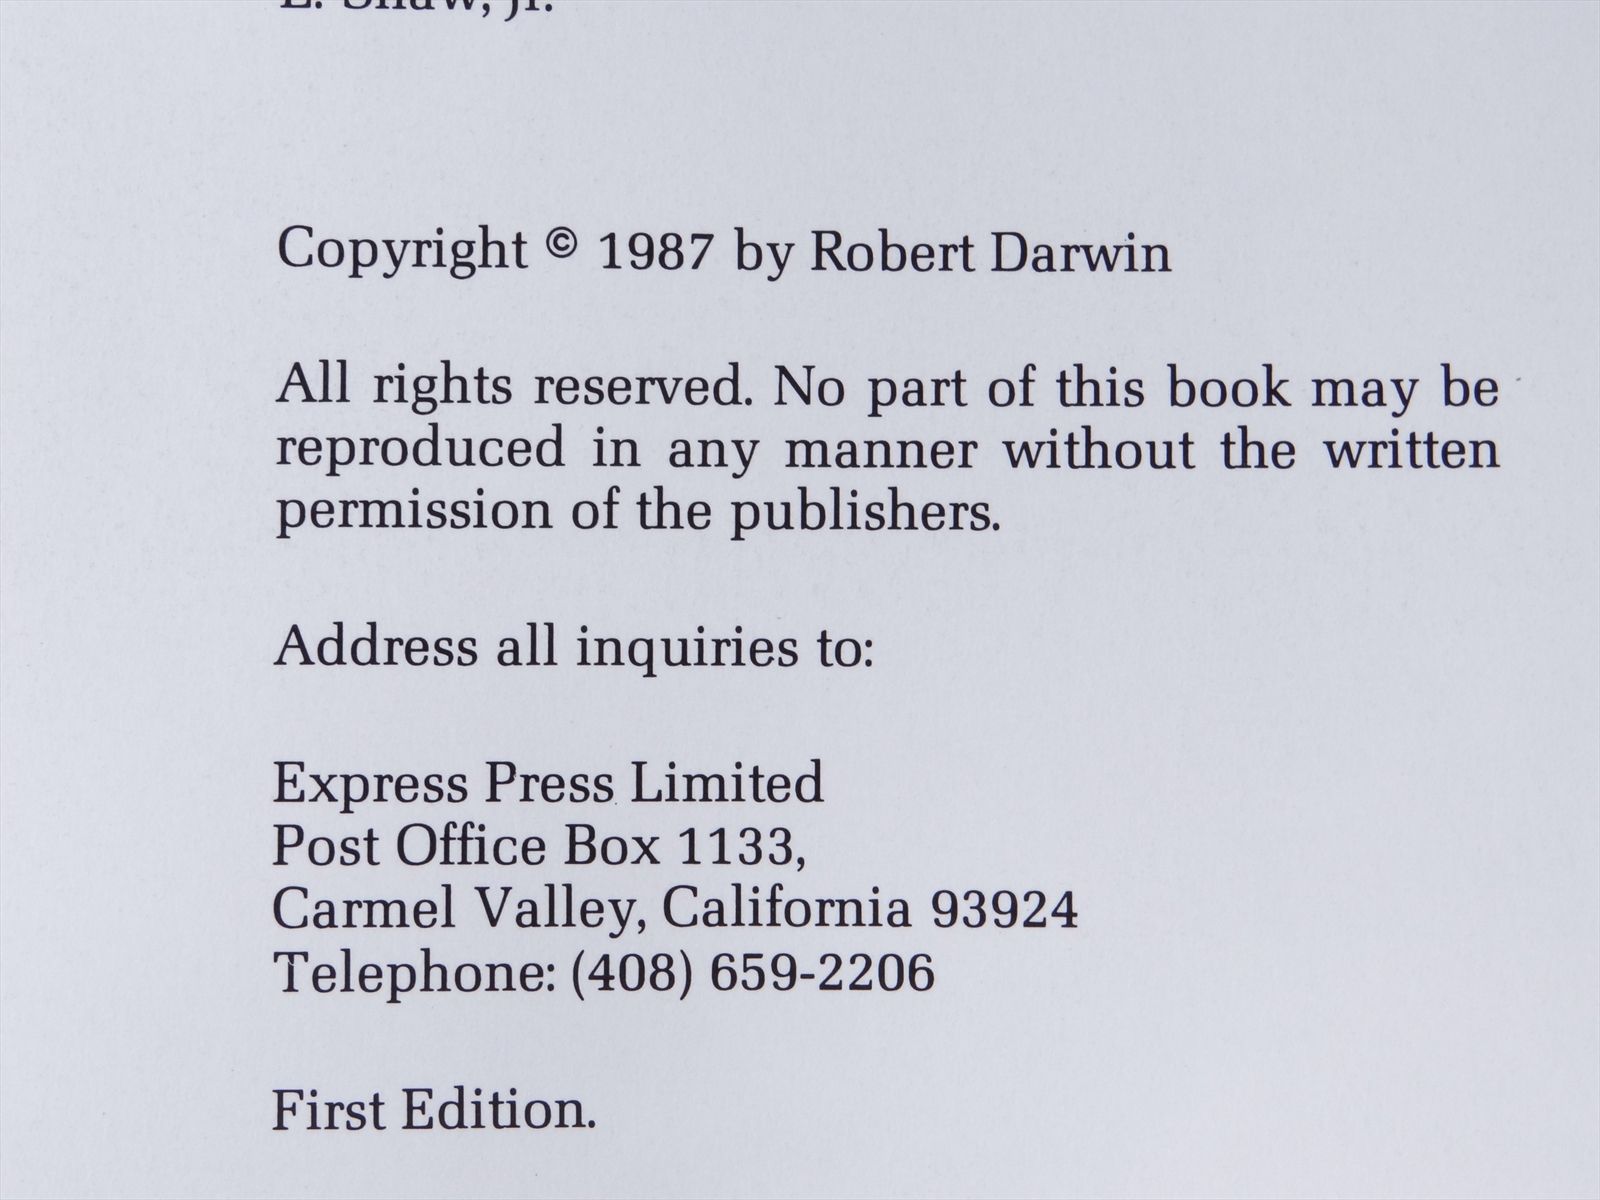 E. Shaw, Jr.
Copyright © 1987 by Robert Darwin
All rights reserved. No part of this book may be
reproduced in any manner without the written
permission of the publishers.
Address all inquiries to:
Express Press Limited
Post Office Box 1133,
Carmel Valley, California 93924
Telephone: (408) 659-2206
First Edition.